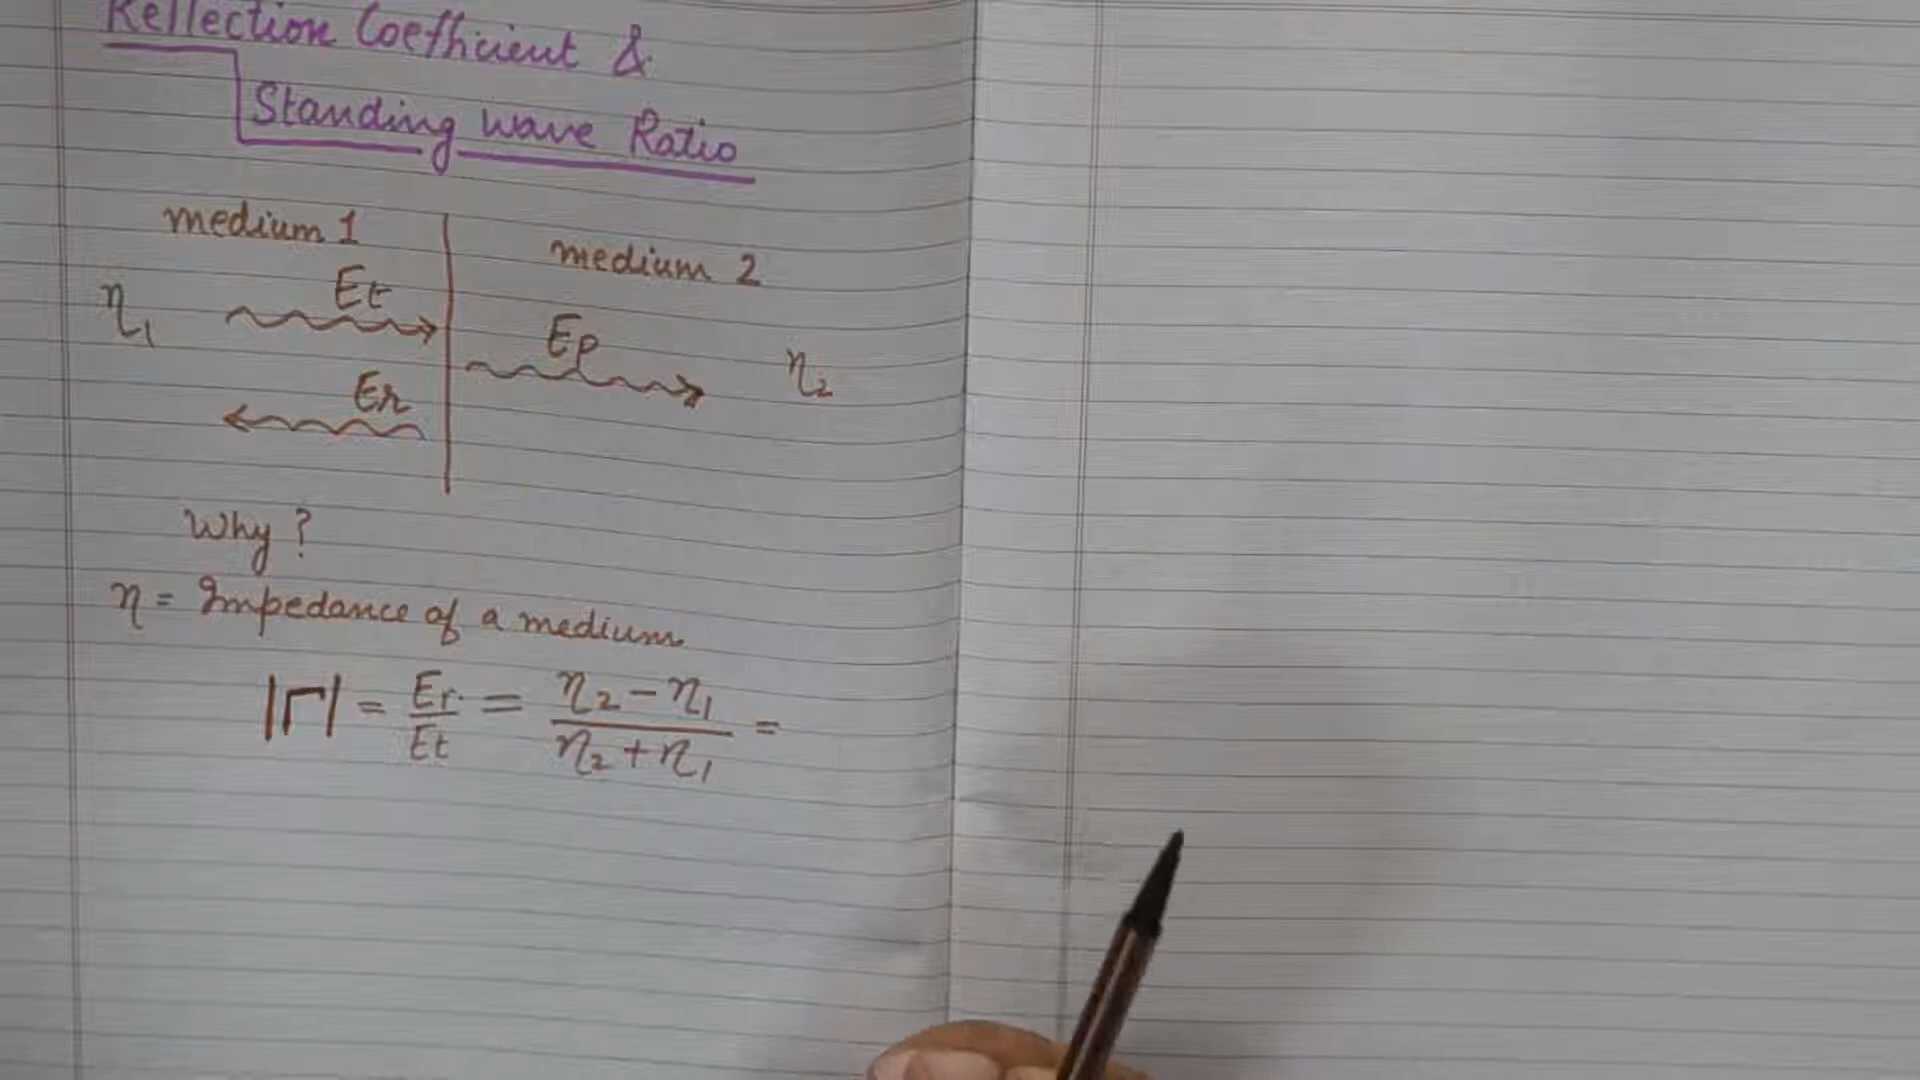 Reflection Coefficient &
Standing wave Ratio
medium 1
medium 2
η₁
Et
Ep
η₂
Er
Why?
η = Impedance of a medium
|Γ| = Er/Et = (η₂ − η₁)/(η₂ + η₁) =